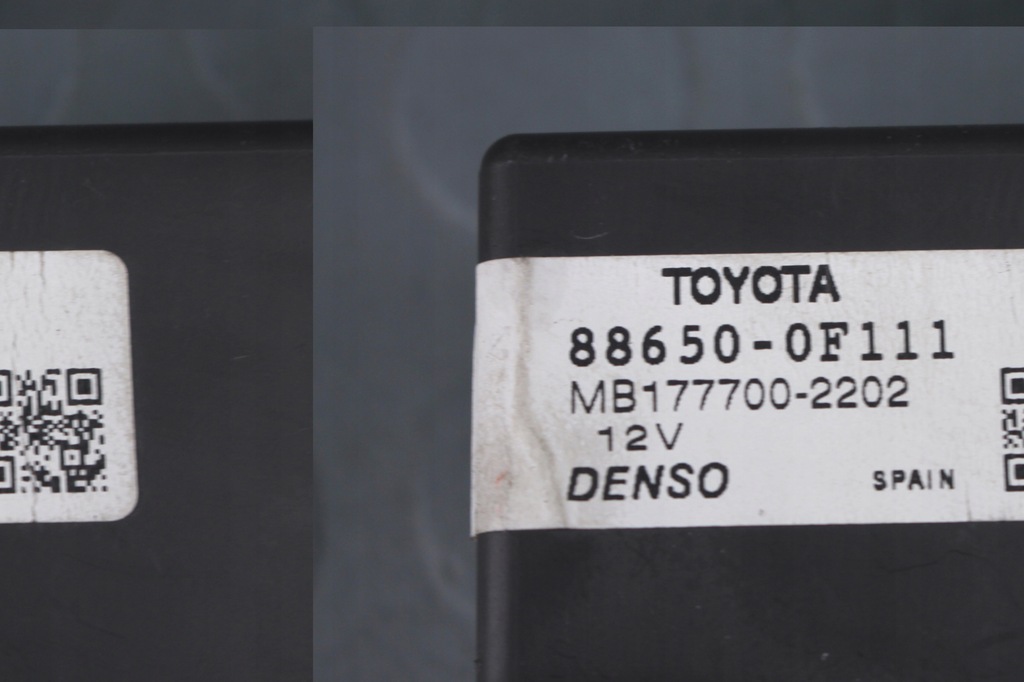 TOYOTA
88650-0F111
MB177700-2202
12V
DENSO SPAIN